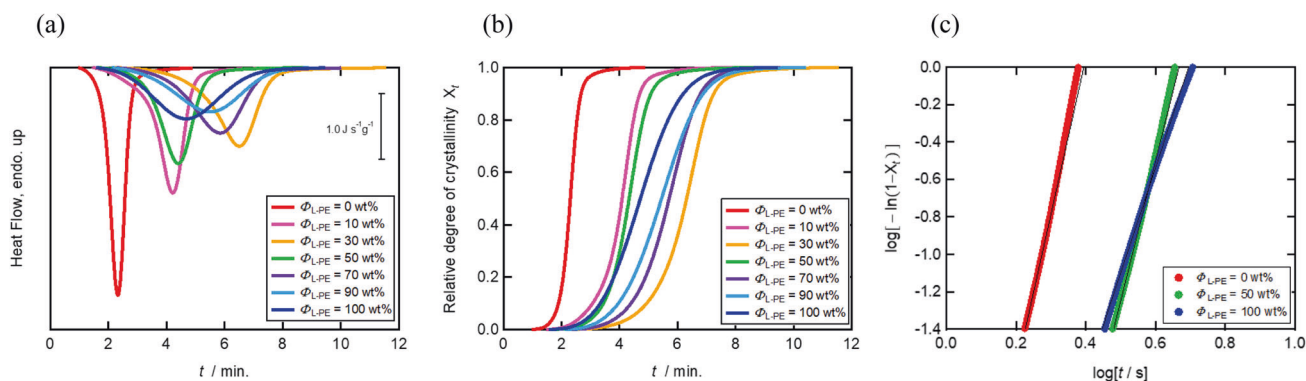 (a)
Heat Flow, endo. up
1.0 J s⁻¹g⁻¹
Φ_L-PE = 0 wt%
Φ_L-PE = 10 wt%
Φ_L-PE = 30 wt%
Φ_L-PE = 50 wt%
Φ_L-PE = 70 wt%
Φ_L-PE = 90 wt%
Φ_L-PE = 100 wt%
0 2 4 6 8 10 12
t / min.
(b)
Relative degree of crystallinity X_t
1.0
0.8
0.6
0.4
0.2
0.0
Φ_L-PE = 0 wt%
Φ_L-PE = 10 wt%
Φ_L-PE = 30 wt%
Φ_L-PE = 50 wt%
Φ_L-PE = 70 wt%
Φ_L-PE = 90 wt%
Φ_L-PE = 100 wt%
0 2 4 6 8 10 12
t / min.
(c)
log[−ln(1−X_t)]
0.0
-0.2
-0.4
-0.6
-0.8
-1.0
-1.2
-1.4
Φ_L-PE = 0 wt%
Φ_L-PE = 50 wt%
Φ_L-PE = 100 wt%
0.0 0.2 0.4 0.6 0.8 1.0
log[t / s]